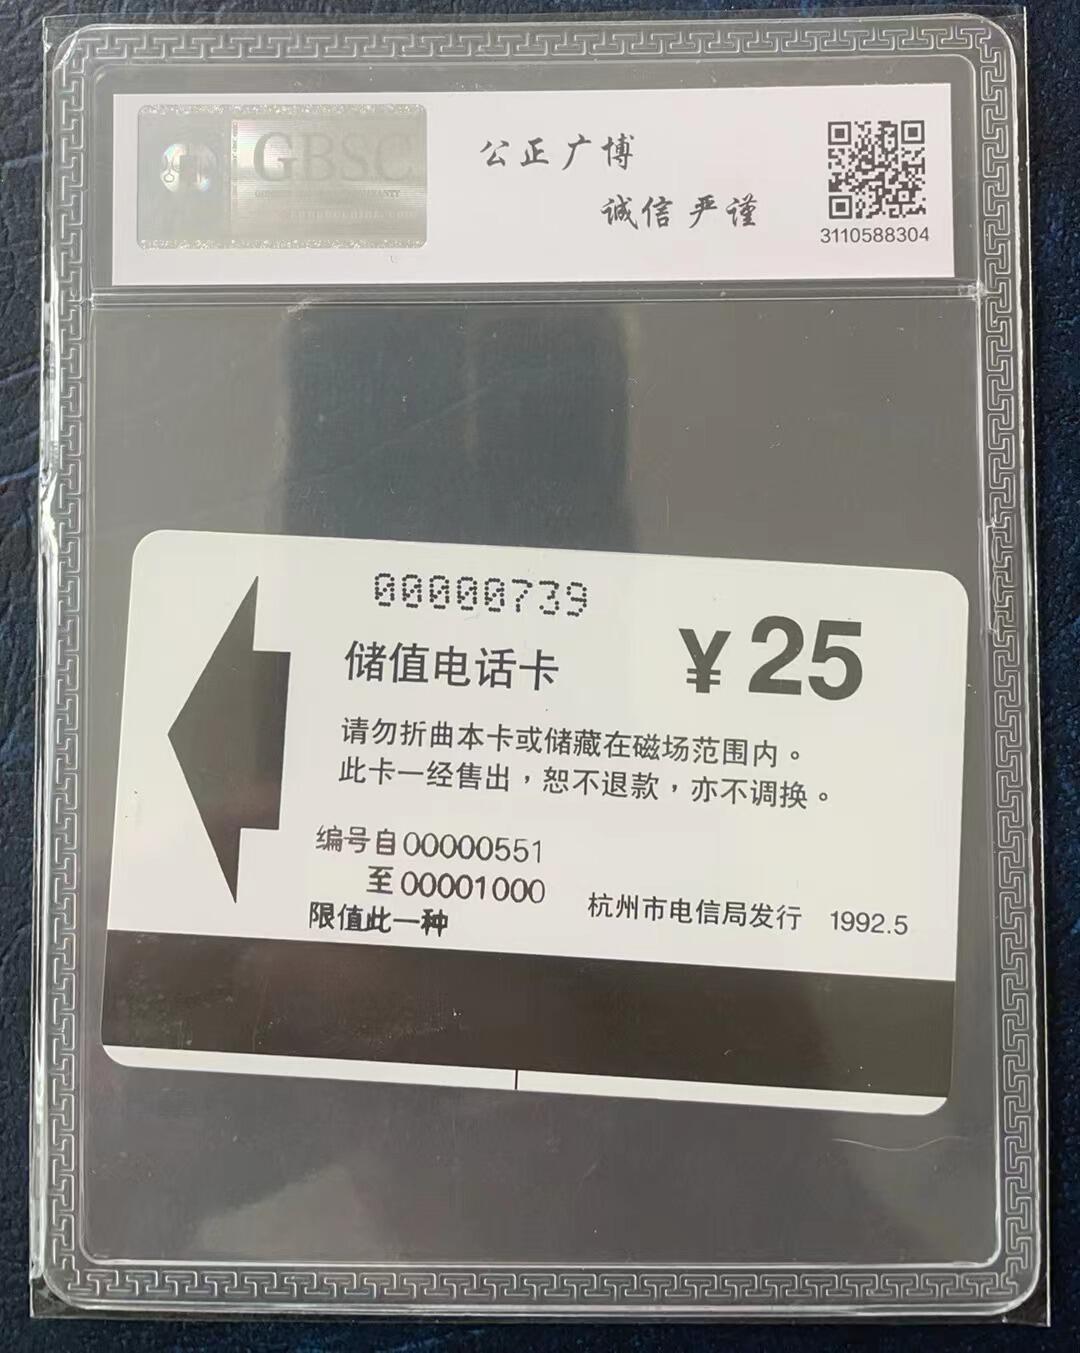 GBSC
公正广博
诚信严谨
3110588304
00000739
储值电话卡
¥25
请勿折曲本卡或储藏在磁场范围内。
此卡一经售出，恕不退款，亦不调换。
编号自00000551
至00001000
限值此一种
杭州市电信局发行 1992.5